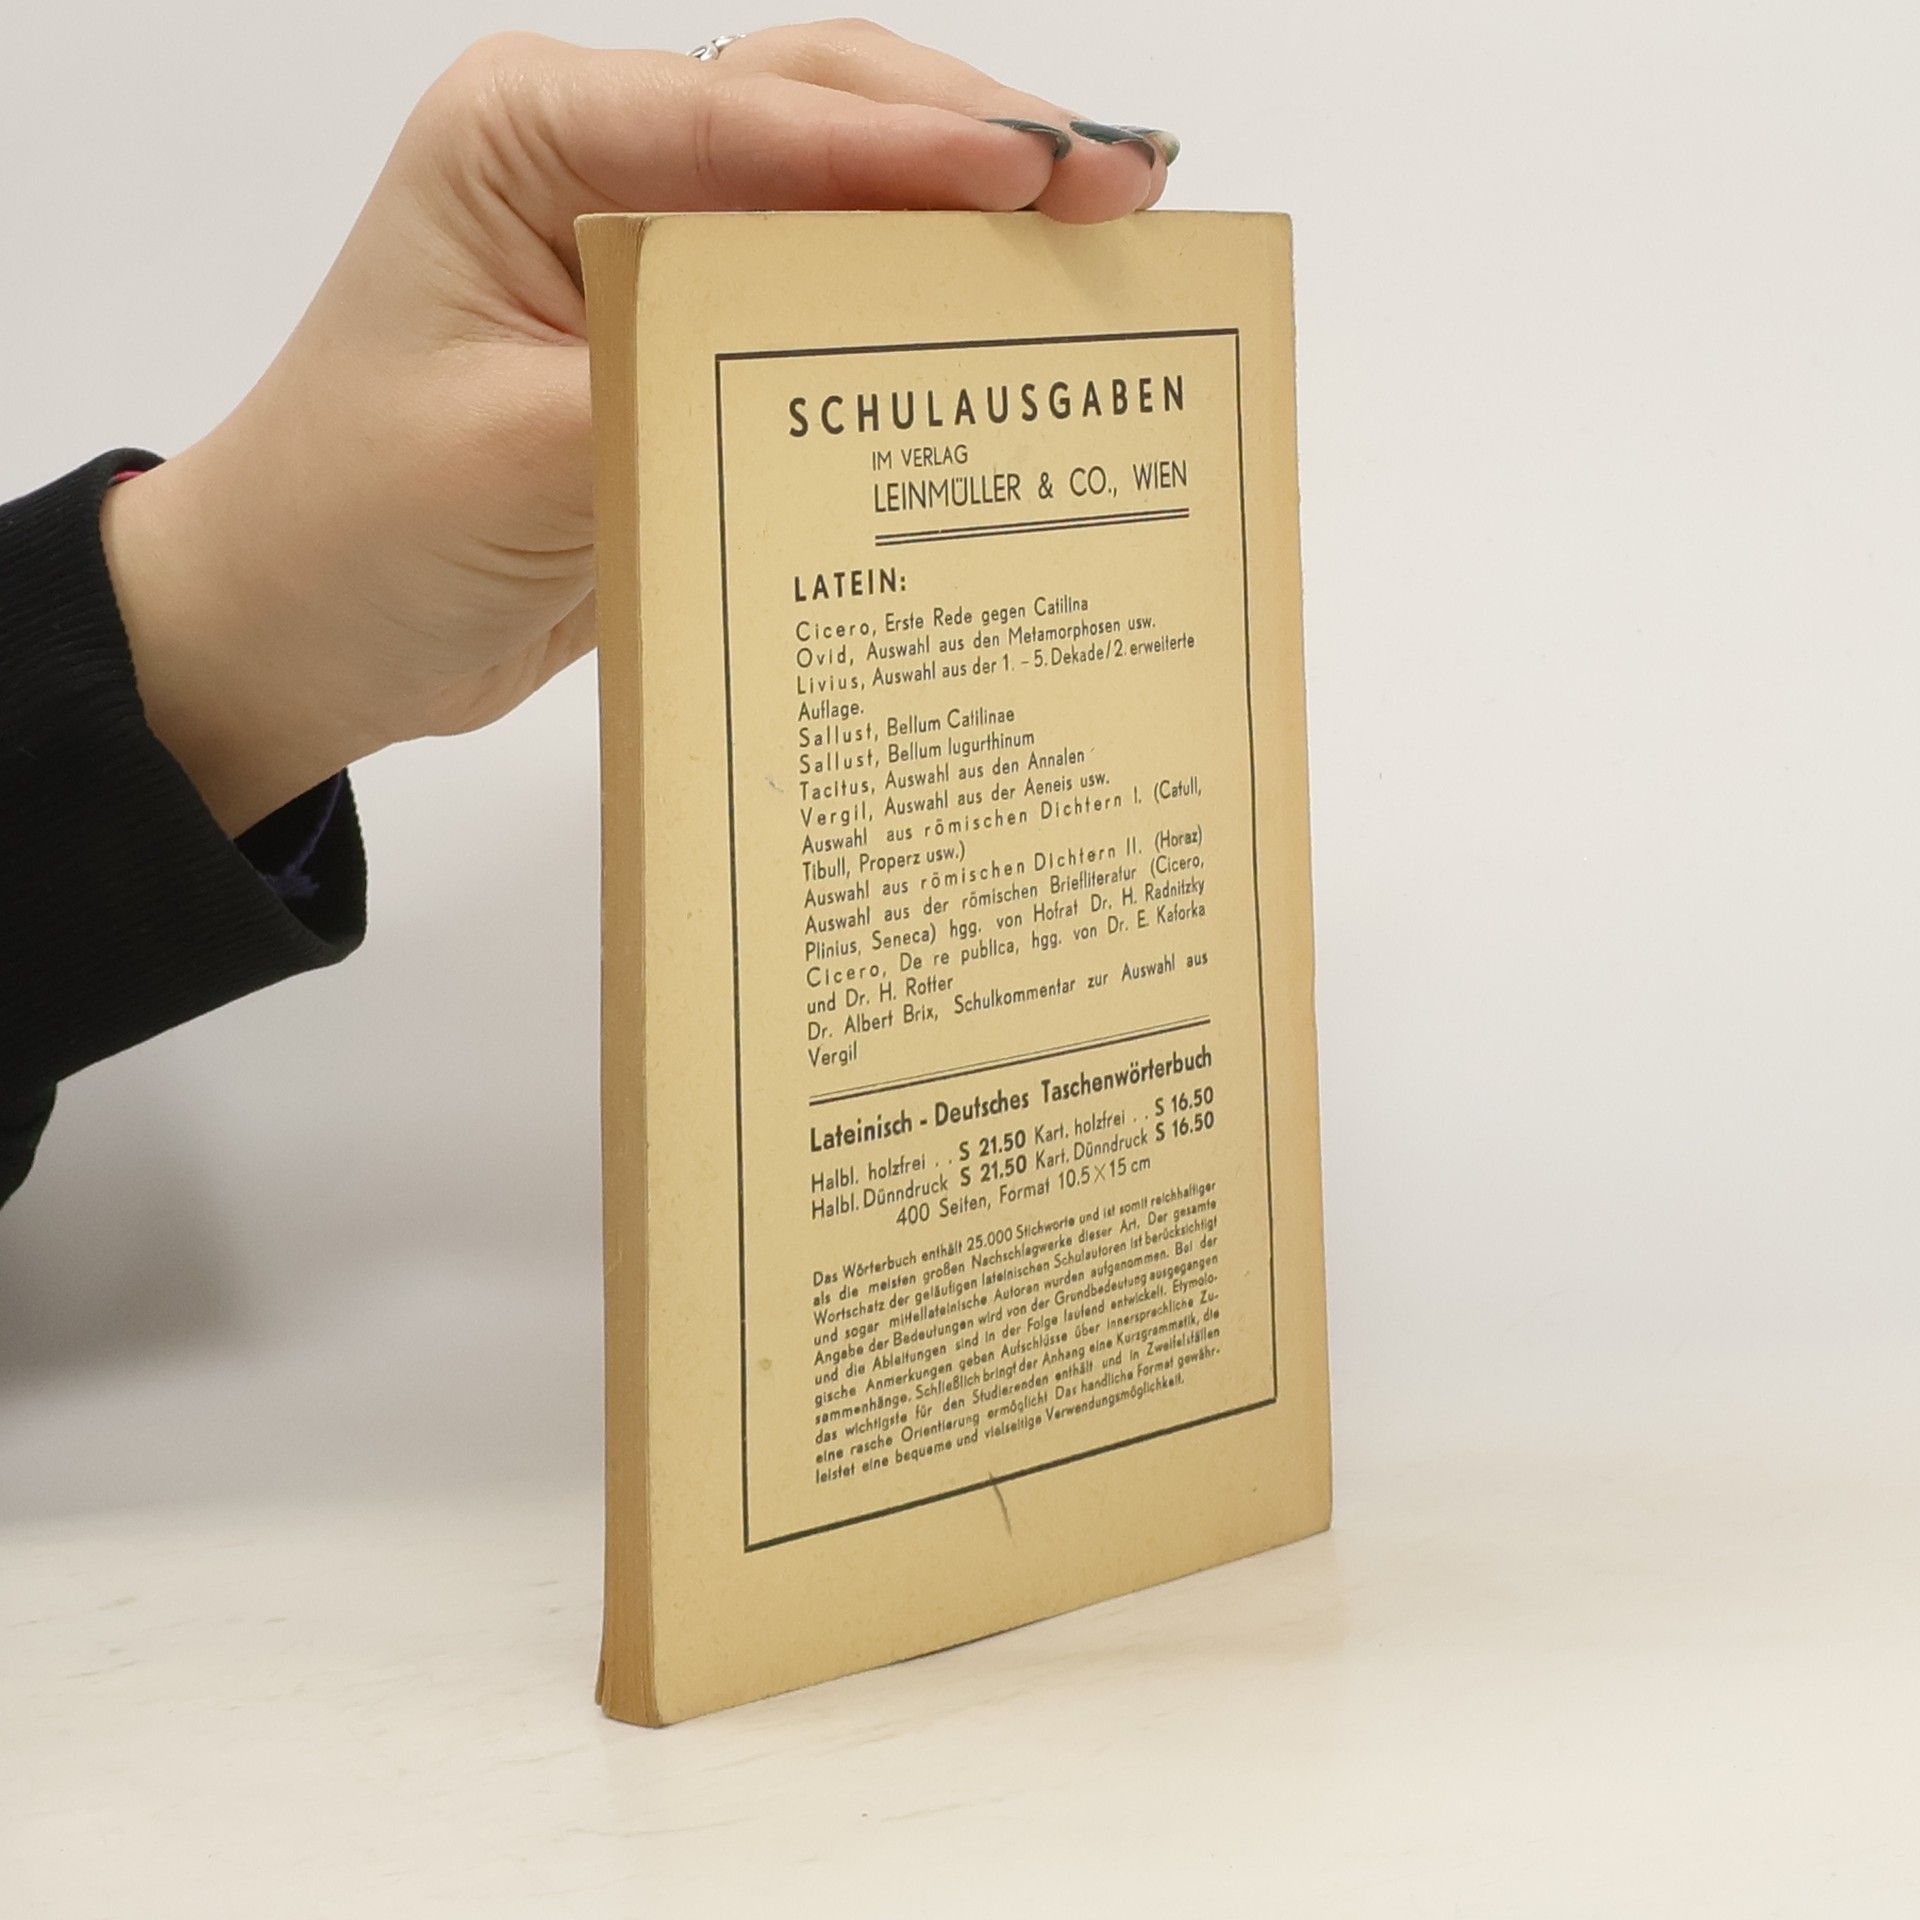 SCHULAUSGABEN
IM VERLAG
LEINMÜLLER & CO., WIEN
LATEIN:
Cicero, Erste Rede gegen Catilina
Ovid, Auswahl aus den Metamorphosen usw.
Livius, Auswahl aus der 1. – 5. Dekade / 2. erweiterte
Auflage.
Sallust, Bellum Catilinae
Sallust, Bellum Iugurthinum
Tacitus, Auswahl aus den Annalen
Vergil, Auswahl aus der Aeneis usw.
Auswahl aus römischen Dichtern I. (Catull,
Tibull, Properz usw.)
Auswahl aus römischen Dichtern II. (Horaz)
Auswahl aus der römischen Briefliteratur (Cicero,
Plinius, Seneca) hgg. von Hofrat Dr. H. Radnitzky
Cicero, De re publica, hgg. von Dr. E. Kaforka
und Dr. H. Rotter
Dr. Albert Brix, Schulkommentar zur Auswahl aus
Vergil
Lateinisch - Deutsches Taschenwörterbuch
Halbl. holzfrei . . S 21.50 Kart. holzfrei . . S 16.50
Halbl. Dünndruck S 21.50 Kart. Dünndruck S 16.50
400 Seiten, Format 10.5 × 15 cm
Das Wörterbuch enthält 25.000 Stichworte und ist somit reichhaltiger
als die meisten großen Nachschlagwerke dieser Art. Der gesamte
Wortschatz der geläufigen lateinischen Schulautoren ist berücksichtigt
und sogar mittellateinische Autoren wurden aufgenommen. Bei der
Angabe der Bedeutungen wird von der Grundbedeutung ausgegangen
und die Ableitungen sind in der Folge laufend entwickelt. Etymolo-
gische Anmerkungen geben Aufschlüsse über innersprachliche Zu-
sammenhänge. Schließlich bringt der Anhang eine Kurzgrammatik, die
das wichtigste für den Studierenden enthält und in Zweifelsfällen
eine rasche Orientierung ermöglicht. Das handliche Format gewähr-
leistet eine bequeme und vielseitige Verwendungsmöglichkeit.